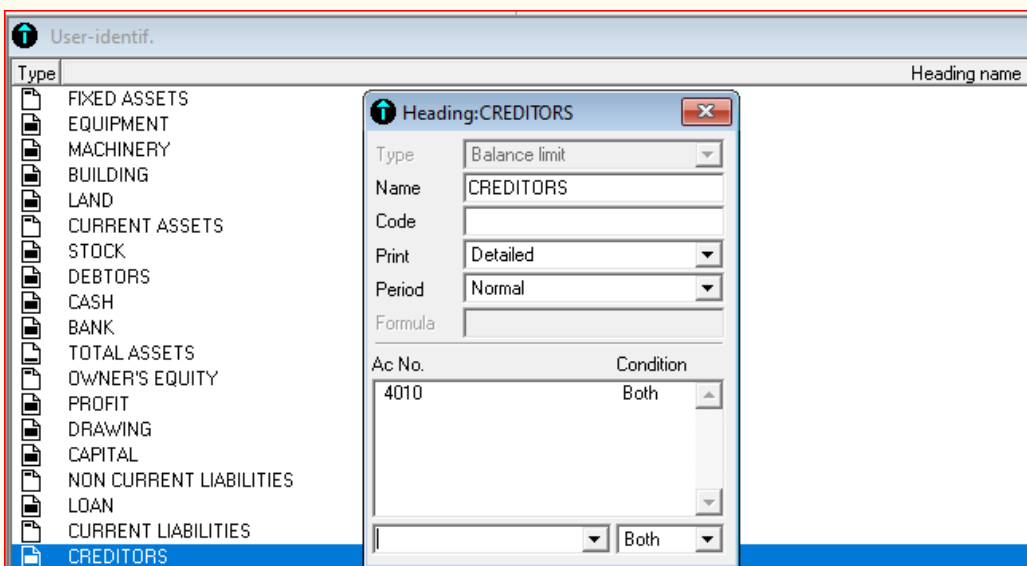 User-identif.
Type Heading name
FIXED ASSETS
EQUIPMENT
MACHINERY
BUILDING
LAND
CURRENT ASSETS
STOCK
DEBTORS
CASH
BANK
TOTAL ASSETS
OWNER'S EQUITY
PROFIT
DRAWING
CAPITAL
NON CURRENT LIABILITIES
LOAN
CURRENT LIABILITIES
CREDITORS
Heading:CREDITORS
Type Balance limit
Name CREDITORS
Code
Print Detailed
Period Normal
Formula
Ac No. Condition
4010 Both
Both